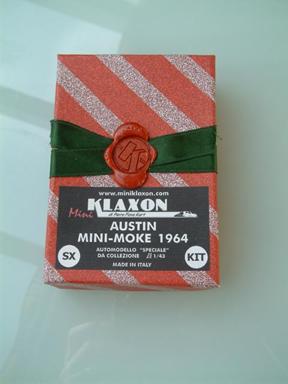 www.miniklaxon.com
Mini KLAXON
AUSTIN
MINI-MOKE 1964
AUTOMODELLO "SPECIALE"
DA COLLEZIONE 1/43
MADE IN ITALY
SX
KIT